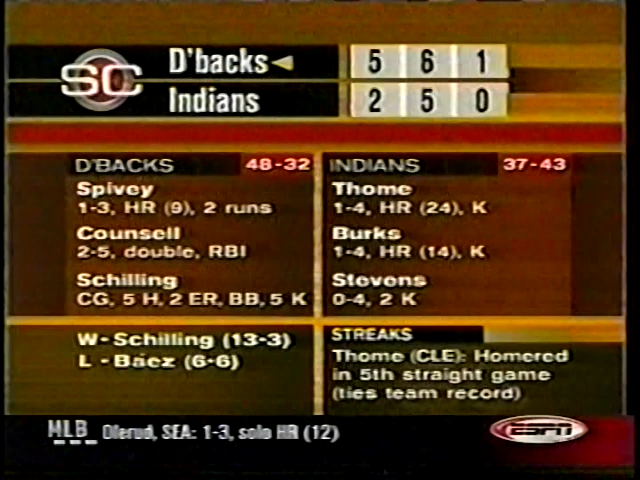 SC
D'backs 5 6 1
Indians 2 5 0
D'BACKS 48-32
Spivey
1-3, HR (9), 2 runs
Counsell
2-5, double, RBI
Schilling
CG, 5 H, 2 ER, BB, 5 K
INDIANS 37-43
Thome
1-4, HR (24), K
Burks
1-4, HR (14), K
Stevens
0-4, 2 K
W - Schilling (13-3)
L - Baez (6-6)
STREAKS
Thome (CLE): Homered
in 5th straight game
(ties team record)
MLB Olerud, SEA: 1-3, solo HR (12)
ESPN